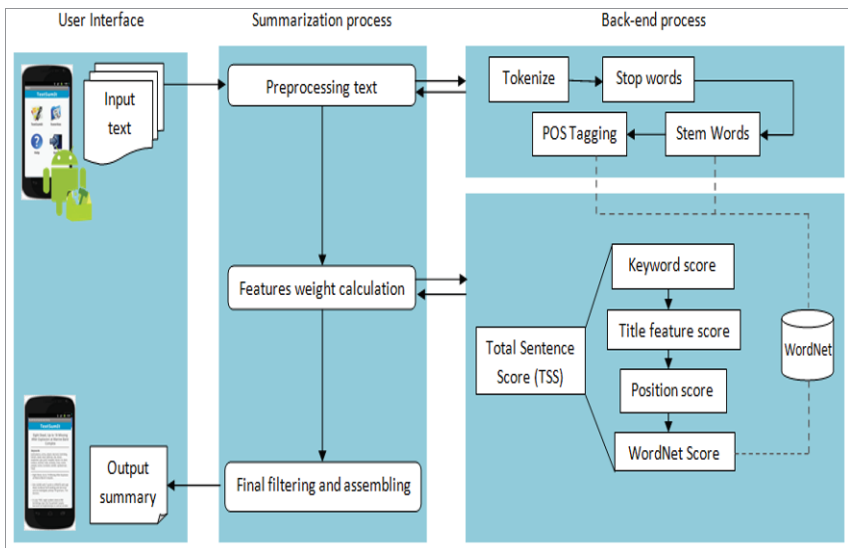 User Interface
Summarization process
Back-end process
TextSumIt
Input
text
Preprocessing text
Tokenize
Stop words
POS Tagging
Stem Words
Features weight calculation
Keyword score
Title feature score
Total Sentence
Score (TSS)
Position score
WordNet Score
WordNet
Output
summary
Final filtering and assembling